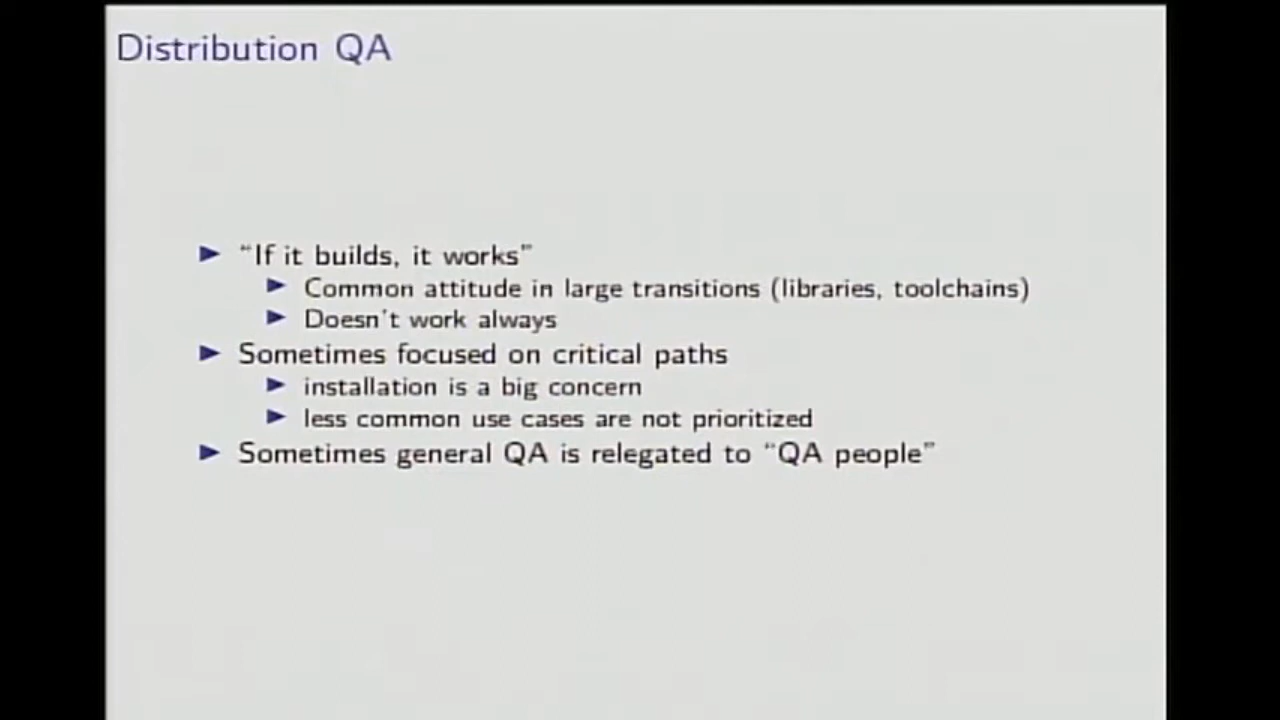 Distribution QA
“If it builds, it works”
Common attitude in large transitions (libraries, toolchains)
Doesn't work always
Sometimes focused on critical paths
installation is a big concern
less common use cases are not prioritized
Sometimes general QA is relegated to “QA people”